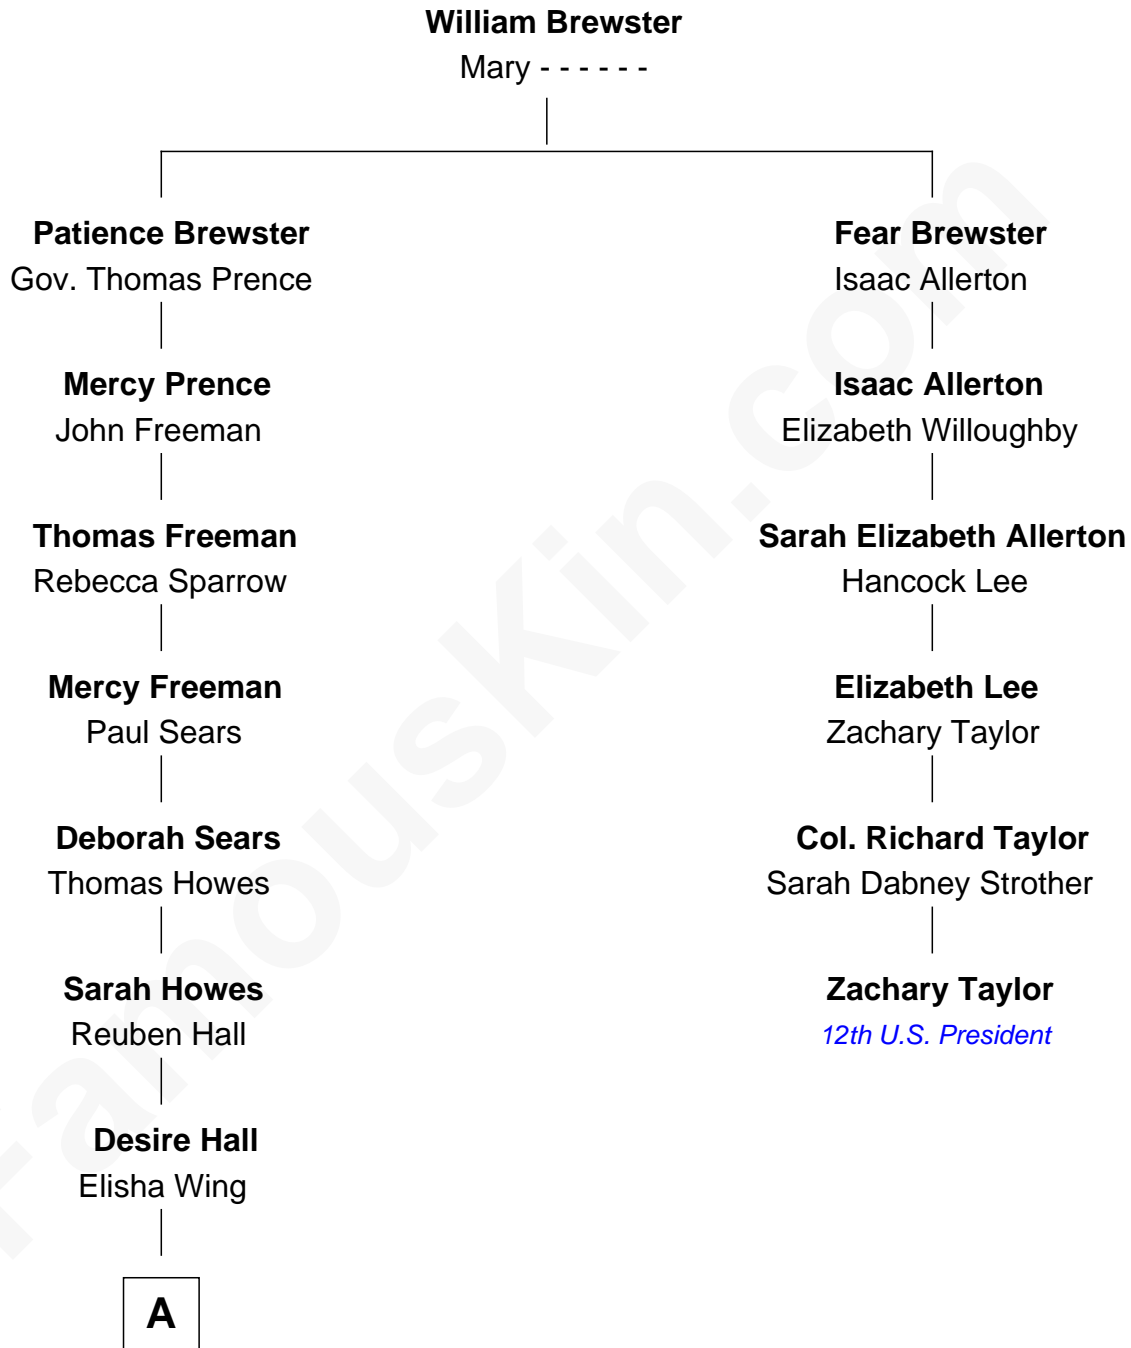 William Brewster
Mary - - - - - -
Patience Brewster
Gov. Thomas Prence
Fear Brewster
Isaac Allerton
Mercy Prence
John Freeman
Isaac Allerton
Elizabeth Willoughby
Thomas Freeman
Rebecca Sparrow
Sarah Elizabeth Allerton
Hancock Lee
Mercy Freeman
Paul Sears
Elizabeth Lee
Zachary Taylor
Deborah Sears
Thomas Howes
Col. Richard Taylor
Sarah Dabney Strother
Sarah Howes
Reuben Hall
Zachary Taylor
12th U.S. President
Desire Hall
Elisha Wing
A
FamousKin.com